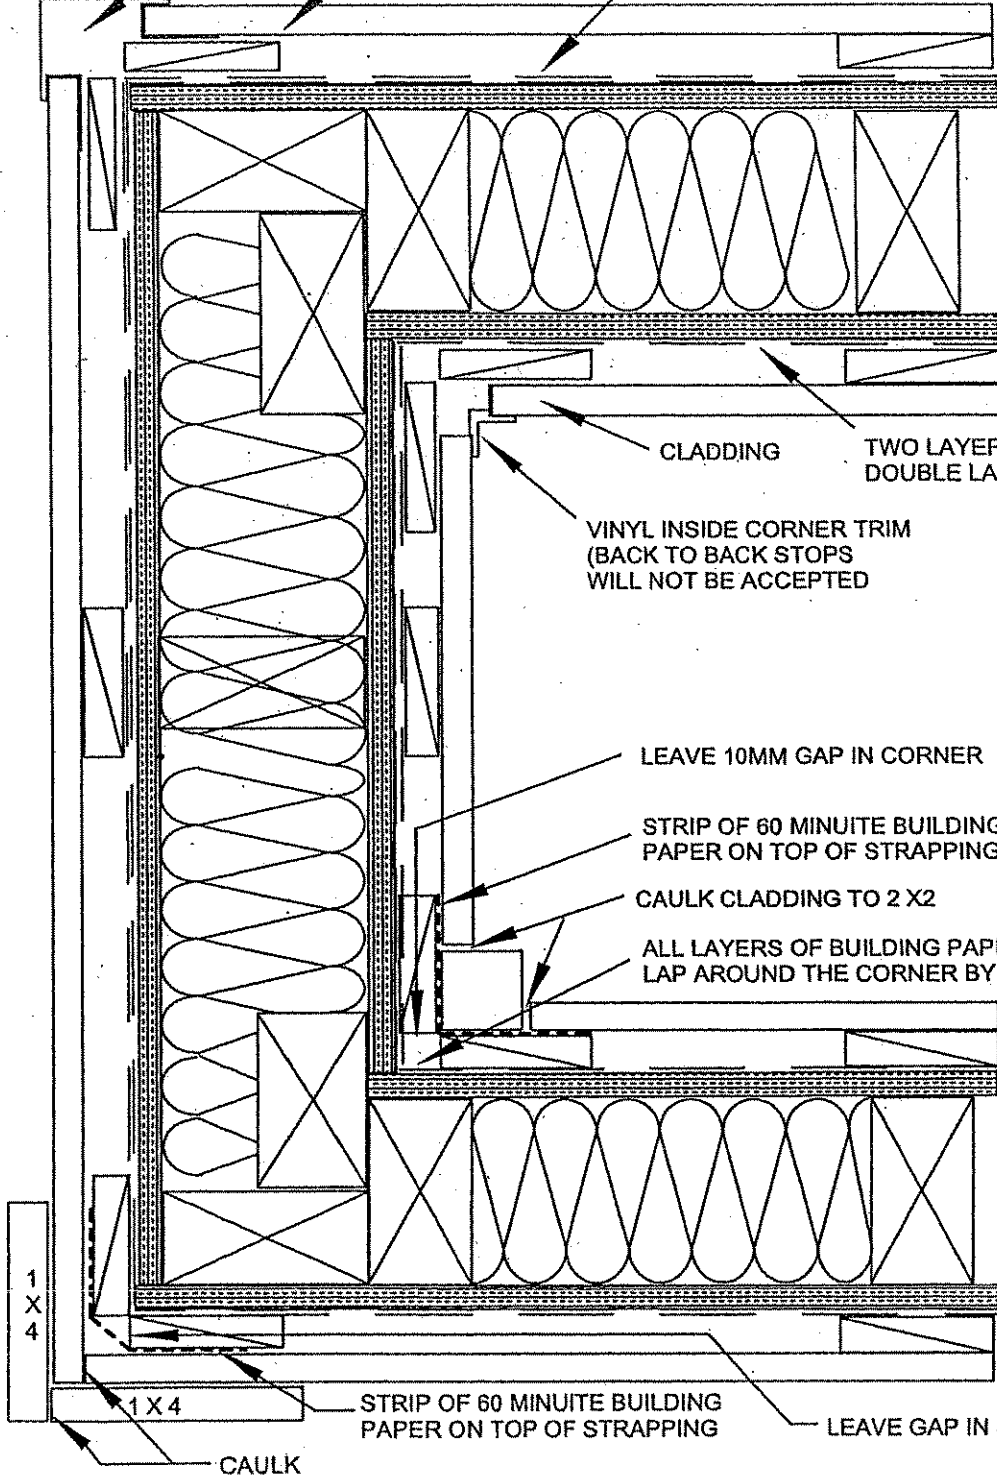 CLADDING
TWO LAYER
DOUBLE LA
VINYL INSIDE CORNER TRIM
(BACK TO BACK STOPS
WILL NOT BE ACCEPTED
LEAVE 10MM GAP IN CORNER
STRIP OF 60 MINUITE BUILDING
PAPER ON TOP OF STRAPPING
CAULK CLADDING TO 2 X2
ALL LAYERS OF BUILDING PAP
LAP AROUND THE CORNER BY
1 X 4
1 X 4
STRIP OF 60 MINUITE BUILDING
PAPER ON TOP OF STRAPPING
LEAVE GAP IN
CAULK